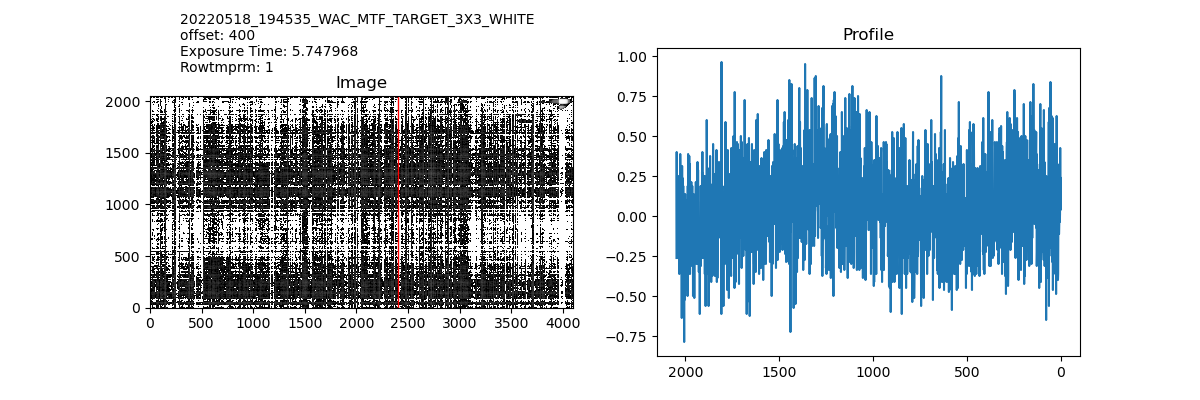 20220518_194535_WAC_MTF_TARGET_3X3_WHITE
offset: 400
Exposure Time: 5.747968
Rowtmprm: 1
Image
2000
1500
1000
500
0
0 500 1000 1500 2000 2500 3000 3500 4000
Profile
1.00
0.75
0.50
0.25
0.00
−0.25
−0.50
−0.75
2000 1500 1000 500 0